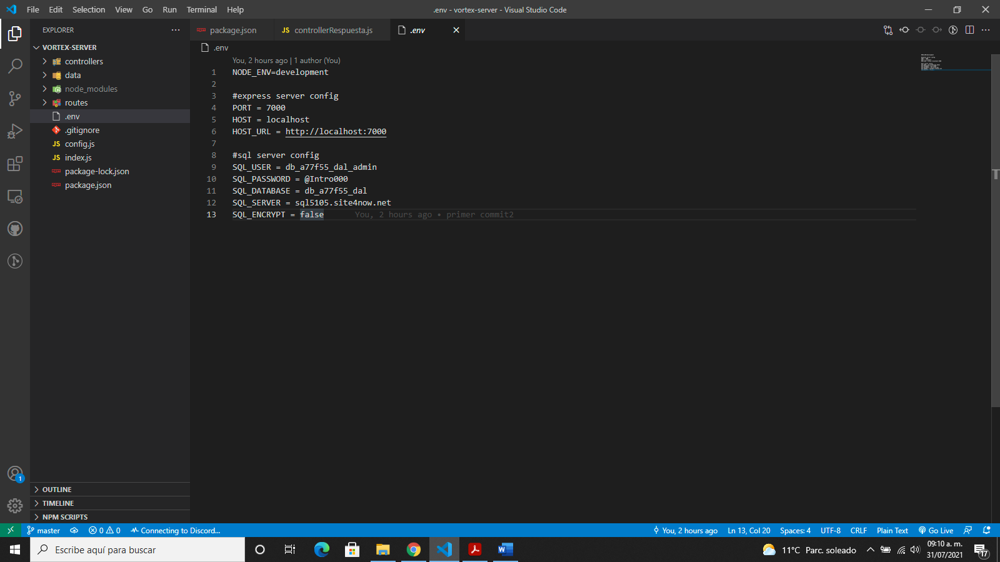 File Edit Selection View Go Run Terminal Help
.env - vortex-server - Visual Studio Code
EXPLORER
package.json
JS controllerRespuesta.js
.env
VORTEX-SERVER
controllers
data
node_modules
routes
.env
.gitignore
JS config.js
JS index.js
package-lock.json
package.json
.env
You, 2 hours ago | 1 author (You)
1 NODE_ENV=development
2
3 #express server config
4 PORT = 7000
5 HOST = localhost
6 HOST_URL = http://localhost:7000
7
8 #sql server config
9 SQL_USER = db_a77f55_dal_admin
10 SQL_PASSWORD = @Intro000
11 SQL_DATABASE = db_a77f55_dal
12 SQL_SERVER = sql5105.site4now.net
13 SQL_ENCRYPT = false You, 2 hours ago • primer commit2
1
OUTLINE
TIMELINE
NPM SCRIPTS
master 0 0 Connecting to Discord... You, 2 hours ago Ln 13, Col 20 Spaces: 4 UTF-8 CRLF Plain Text Go Live
Escribe aquí para buscar
11°C Parc. soleado
09:10 a. m.
31/07/2021
17